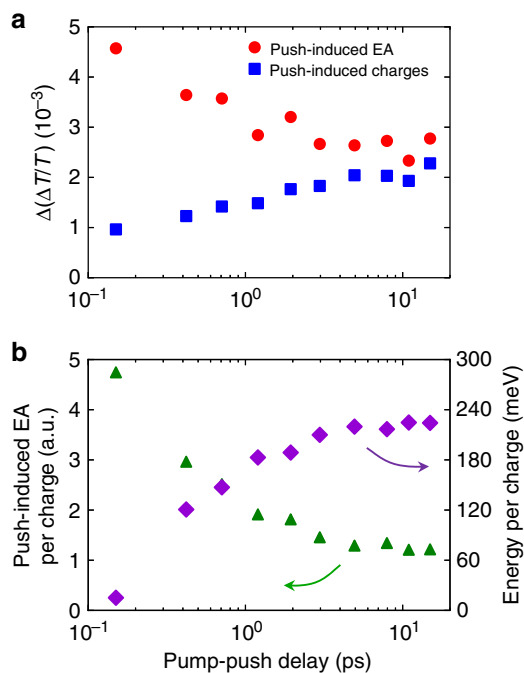 a
Push-induced EA
Push-induced charges
Δ(ΔT/T) (10⁻³)
5
4
3
2
1
0
10⁻¹ 10⁰ 10¹
b
Push-induced EA
per charge (a.u.)
5
4
3
2
1
0
300
240
180
120
60
0
Energy per charge (meV)
10⁻¹ 10⁰ 10¹
Pump-push delay (ps)